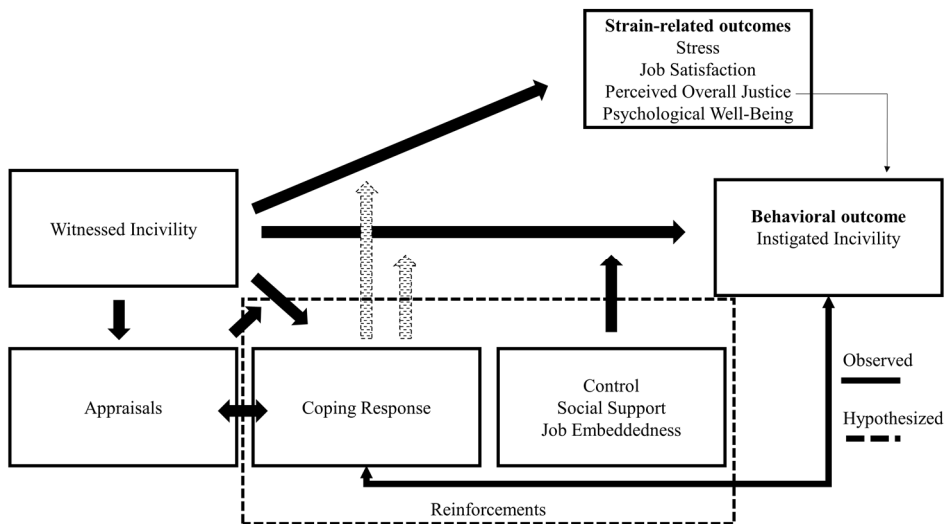 Strain-related outcomes
Stress
Job Satisfaction
Perceived Overall Justice
Psychological Well-Being
Witnessed Incivility
Behavioral outcome
Instigated Incivility
Appraisals
Coping Response
Control
Social Support
Job Embeddedness
Observed
Hypothesized
Reinforcements